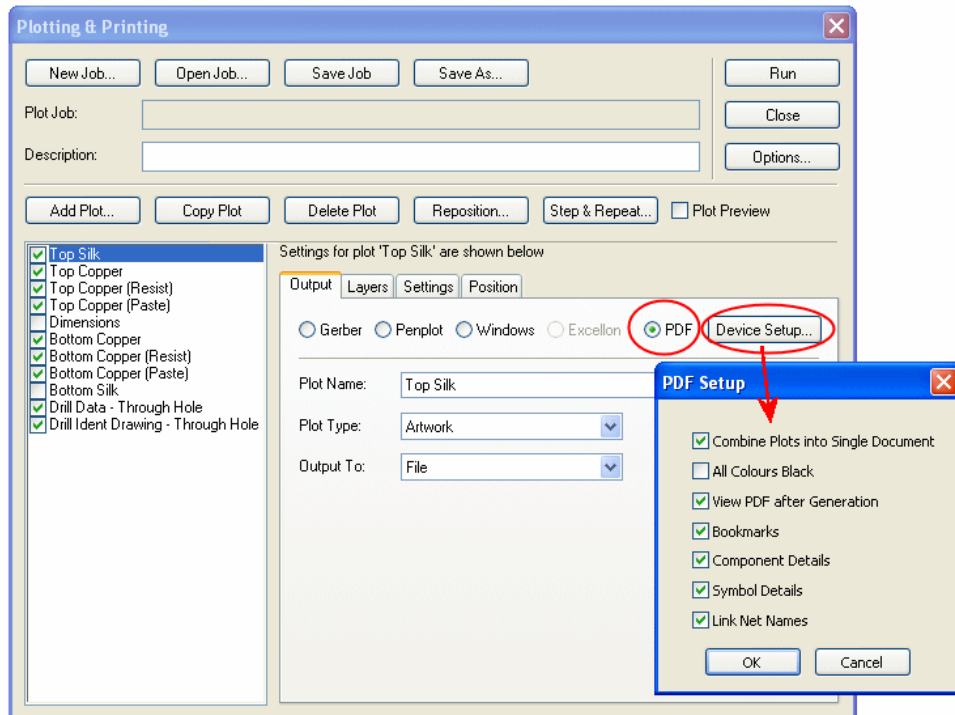 Plotting & Printing
New Job... Open Job... Save Job Save As... Run
Plot Job: Close
Description: Options...
Add Plot... Copy Plot Delete Plot Reposition... Step & Repeat... Plot Preview
Top Silk
Top Copper
Top Copper (Resist)
Top Copper (Paste)
Dimensions
Bottom Copper
Bottom Copper (Resist)
Bottom Copper (Paste)
Bottom Silk
Drill Data - Through Hole
Drill Ident Drawing - Through Hole
Settings for plot 'Top Silk' are shown below
Output Layers Settings Position
Gerber Penplot Windows Excellon PDF Device Setup...
Plot Name: Top Silk
Plot Type: Artwork
Output To: File
PDF Setup
Combine Plots into Single Document
All Colours Black
View PDF after Generation
Bookmarks
Component Details
Symbol Details
Link Net Names
OK Cancel